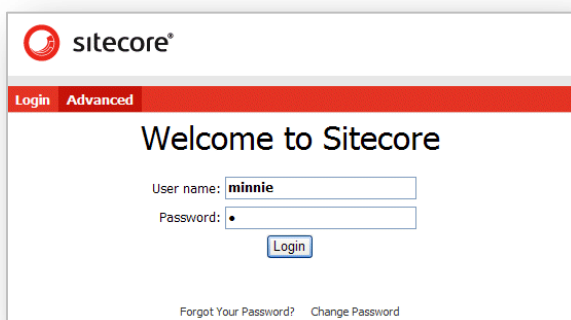 sitecore®
Login Advanced
Welcome to Sitecore
User name: minnie
Password: •
Login
Forgot Your Password? Change Password